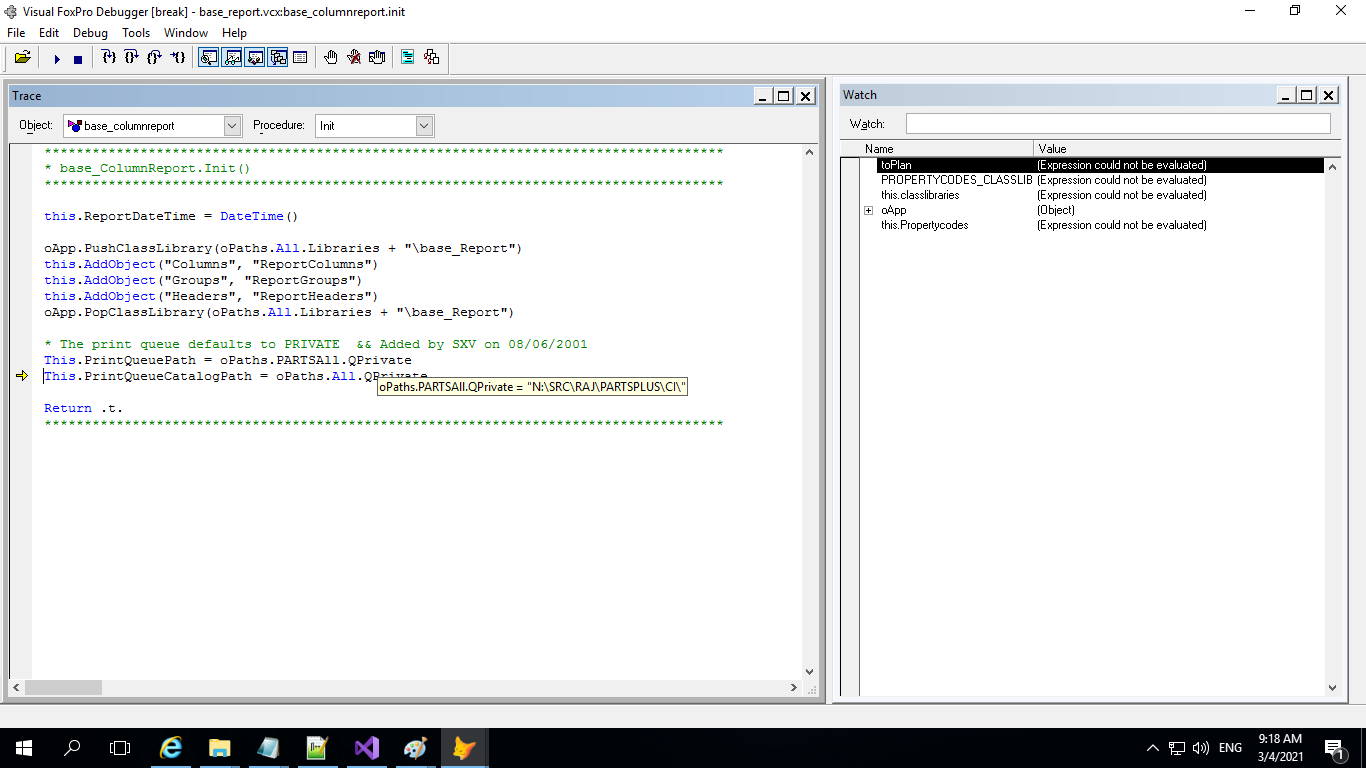 Visual FoxPro Debugger [break] - base_report.vcx:base_columnreport.init
File Edit Debug Tools Window Help
Trace
Object: base_columnreport Procedure: Init
*************************************************************************************
* base_ColumnReport.Init()
*************************************************************************************
this.ReportDateTime = DateTime()
oApp.PushClassLibrary(oPaths.All.Libraries + "\base_Report")
this.AddObject("Columns", "ReportColumns")
this.AddObject("Groups", "ReportGroups")
this.AddObject("Headers", "ReportHeaders")
oApp.PopClassLibrary(oPaths.All.Libraries + "\base_Report")
* The print queue defaults to PRIVATE && Added by SXV on 08/06/2001
This.PrintQueuePath = oPaths.PARTSAll.QPrivate
This.PrintQueueCatalogPath = oPaths.All.QPrivate
oPaths.PARTSAll.QPrivate = "N:\SRC\RAJ\PARTSPLUS\CI\"
Return .t.
*************************************************************************************
Watch
Watch:
Name Value
toPlan (Expression could not be evaluated)
PROPERTYCODES_CLASSLIB (Expression could not be evaluated)
this.classlibraries (Expression could not be evaluated)
oApp (Object)
this.Propertycodes (Expression could not be evaluated)
ENG
9:18 AM
3/4/2021
1